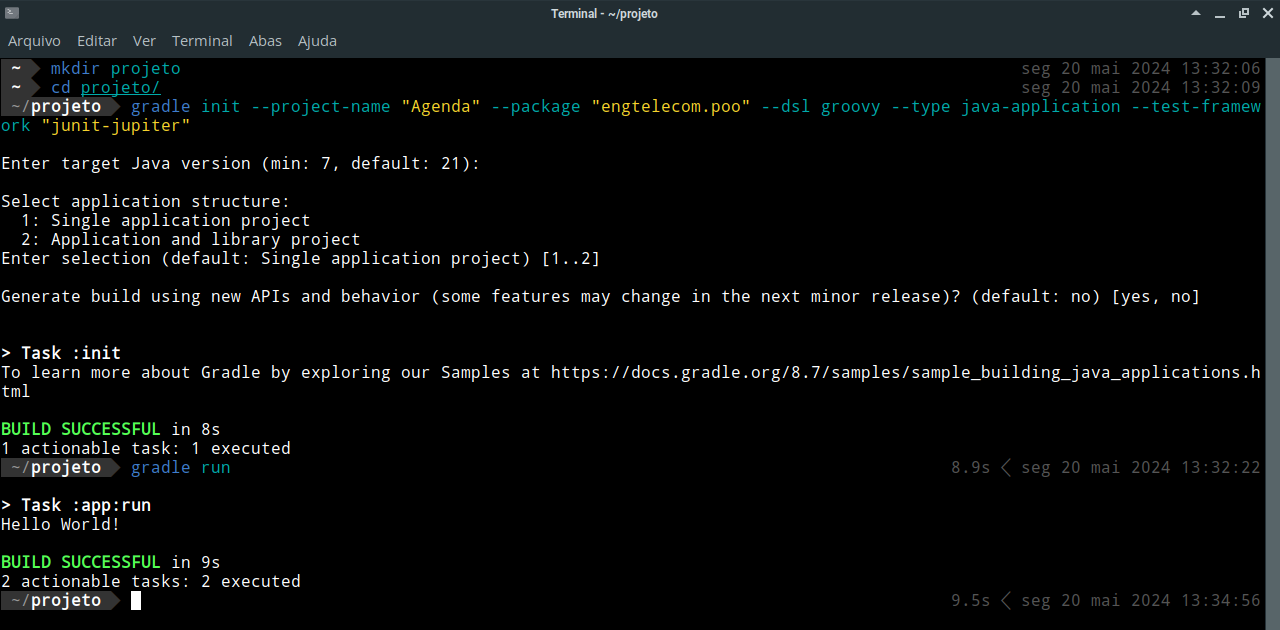 Terminal - ~/projeto
Arquivo Editar Ver Terminal Abas Ajuda
~ mkdir projeto seg 20 mai 2024 13:32:06
~ cd projeto/ seg 20 mai 2024 13:32:09
~/projeto gradle init --project-name "Agenda" --package "engtelecom.poo" --dsl groovy --type java-application --test-framew
ork "junit-jupiter"
Enter target Java version (min: 7, default: 21):
Select application structure:
1: Single application project
2: Application and library project
Enter selection (default: Single application project) [1..2]
Generate build using new APIs and behavior (some features may change in the next minor release)? (default: no) [yes, no]
> Task :init
To learn more about Gradle by exploring our Samples at https://docs.gradle.org/8.7/samples/sample_building_java_applications.h
tml
BUILD SUCCESSFUL in 8s
1 actionable task: 1 executed
~/projeto gradle run 8.9s seg 20 mai 2024 13:32:22
> Task :app:run
Hello World!
BUILD SUCCESSFUL in 9s
2 actionable tasks: 2 executed
~/projeto 9.5s seg 20 mai 2024 13:34:56